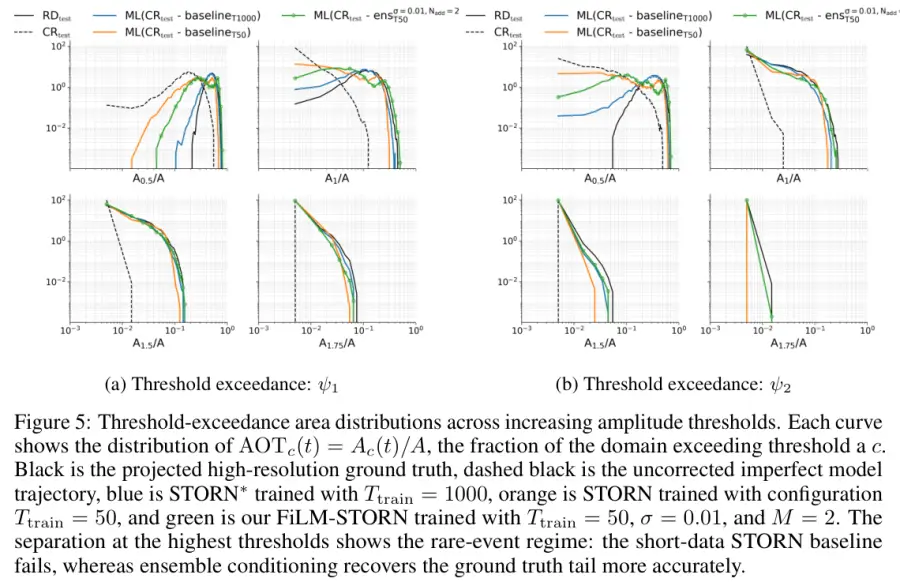 RD_test ML(CR_test - baseline_T1000) ML(CR_test - ens_T50^σ = 0.01, N_add = 2)
CR_test ML(CR_test - baseline_T50)
RD_test ML(CR_test - baseline_T1000) ML(CR_test - ens_T50^σ = 0.01, N_add =
CR_test ML(CR_test - baseline_T50)
10^2
10^0
10^-2
A_0.5/A A_1/A
10^2
10^0
10^-2
10^-3 10^-2 10^-1 10^0 10^-3 10^-2 10^-1 10^0
A_1.5/A A_1.75/A
(a) Threshold exceedance: ψ_1
10^2
10^0
10^-2
A_0.5/A A_1/A
10^2
10^0
10^-2
10^-3 10^-2 10^-1 10^0 10^-3 10^-2 10^-1 10^0
A_1.5/A A_1.75/A
(b) Threshold exceedance: ψ_2
Figure 5: Threshold-exceedance area distributions across increasing amplitude thresholds. Each curve
shows the distribution of AOT_c(t) = A_c(t)/A, the fraction of the domain exceeding threshold a c.
Black is the projected high-resolution ground truth, dashed black is the uncorrected imperfect model
trajectory, blue is STORN* trained with T_train = 1000, orange is STORN trained with configuration
T_train = 50, and green is our FiLM-STORN trained with T_train = 50, σ = 0.01, and M = 2. The
separation at the highest thresholds shows the rare-event regime: the short-data STORN baseline
fails, whereas ensemble conditioning recovers the ground truth tail more accurately.